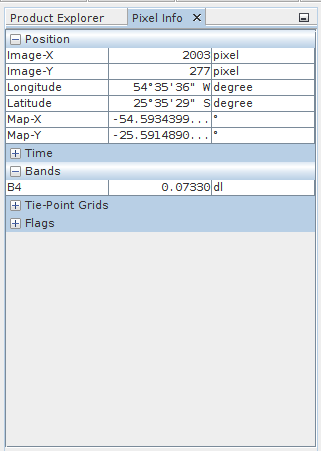 Product Explorer Pixel Info
Position
Image-X 2003 pixel
Image-Y 277 pixel
Longitude 54°35'36" W degree
Latitude 25°35'29" S degree
Map-X -54.5934399... °
Map-Y -25.5914890... °
Time
Bands
B4 0.07330 dl
Tie-Point Grids
Flags